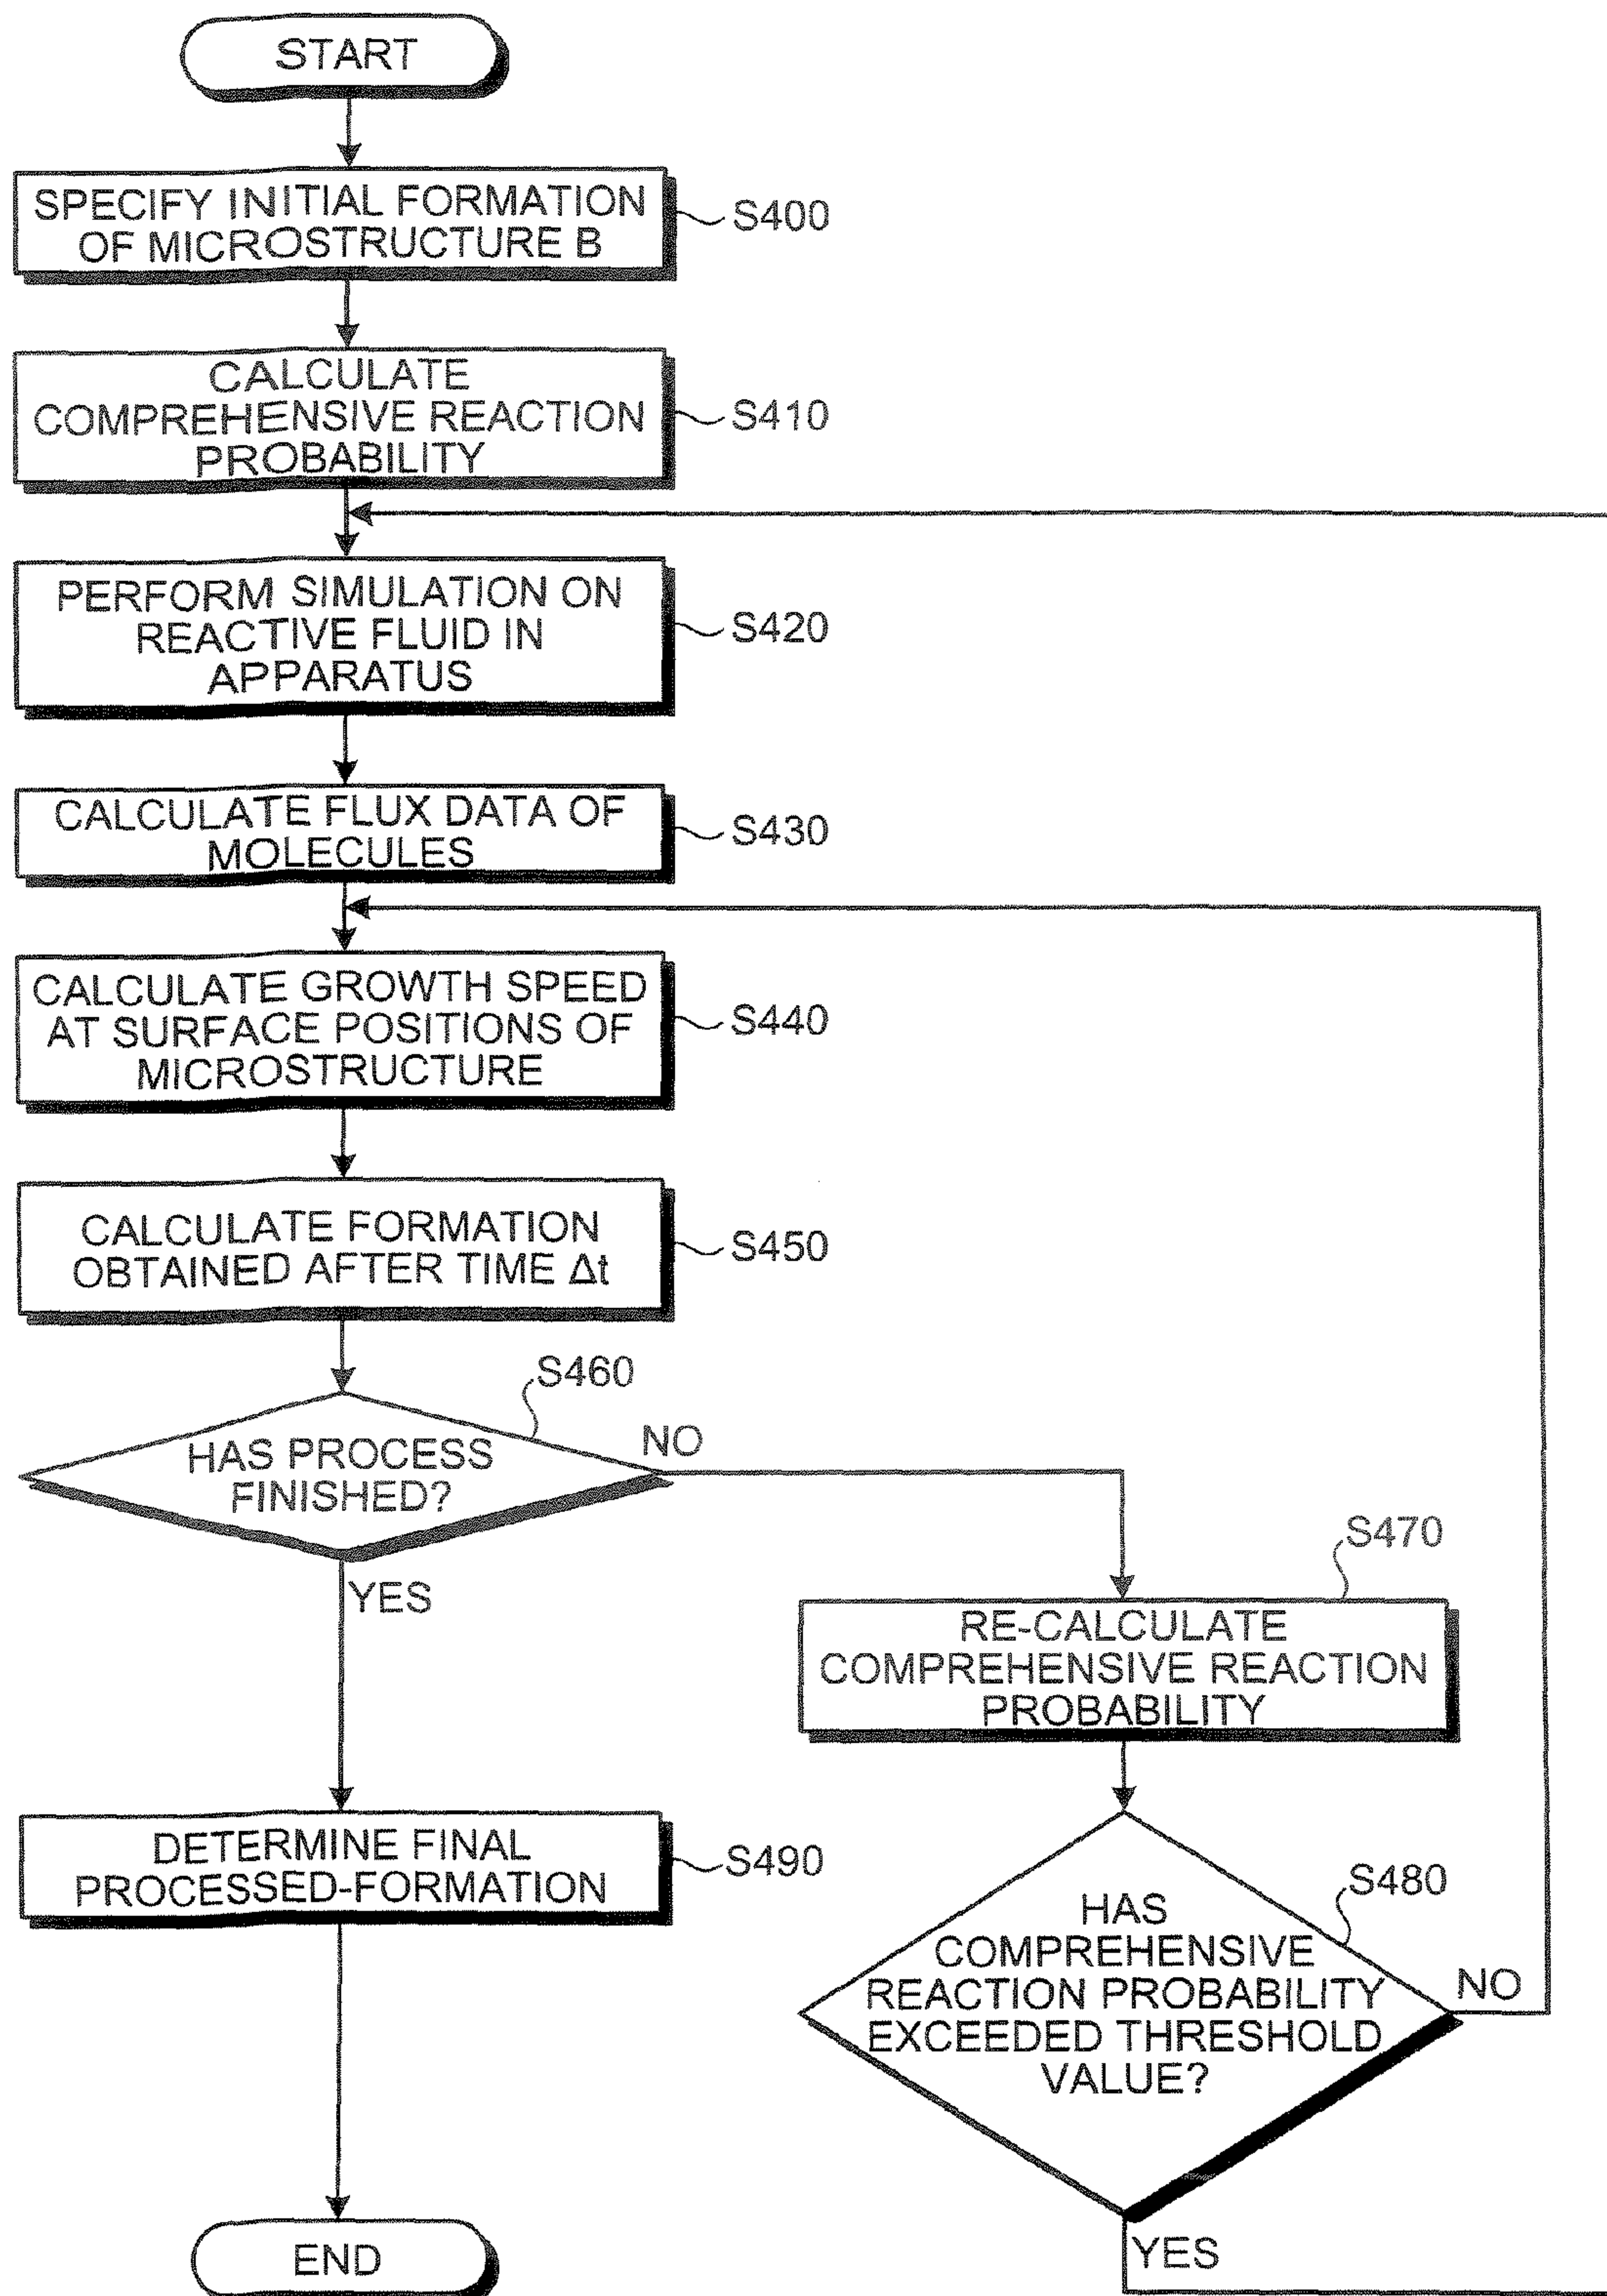 START
SPECIFY INITIAL FORMATION
OF MICROSTRUCTURE B
S400
CALCULATE
COMPREHENSIVE REACTION
PROBABILITY
S410
PERFORM SIMULATION ON
REACTIVE FLUID IN
APPARATUS
S420
CALCULATE FLUX DATA OF
MOLECULES
S430
CALCULATE GROWTH SPEED
AT SURFACE POSITIONS OF
MICROSTRUCTURE
S440
CALCULATE FORMATION
OBTAINED AFTER TIME Δt
S450
S460
HAS PROCESS
FINISHED?
NO
YES
S470
RE-CALCULATE
COMPREHENSIVE REACTION
PROBABILITY
DETERMINE FINAL
PROCESSED-FORMATION
S490
S480
HAS
COMPREHENSIVE
REACTION PROBABILITY
EXCEEDED THRESHOLD
VALUE?
NO
YES
END